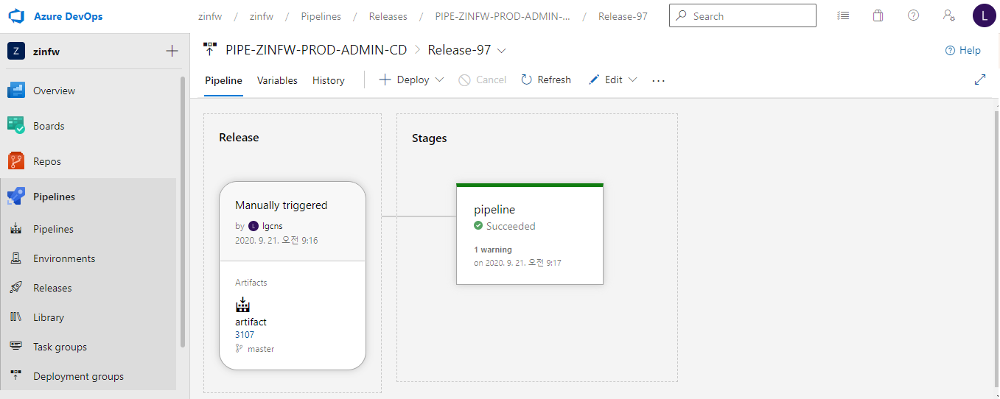 Azure DevOps
zinfw / zinfw / Pipelines / Releases / PIPE-ZINFW-PROD-ADMIN-... / Release-97
Search
L
Z zinfw
PIPE-ZINFW-PROD-ADMIN-CD > Release-97
Help
Pipeline Variables History
Deploy Cancel Refresh Edit ...
Overview
Boards
Repos
Pipelines
Pipelines
Environments
Releases
Library
Task groups
Deployment groups
Release
Manually triggered
by L lgcns
2020. 9. 21. 오전 9:16
Artifacts
artifact
3107
master
Stages
pipeline
Succeeded
1 warning
on 2020. 9. 21. 오전 9:17